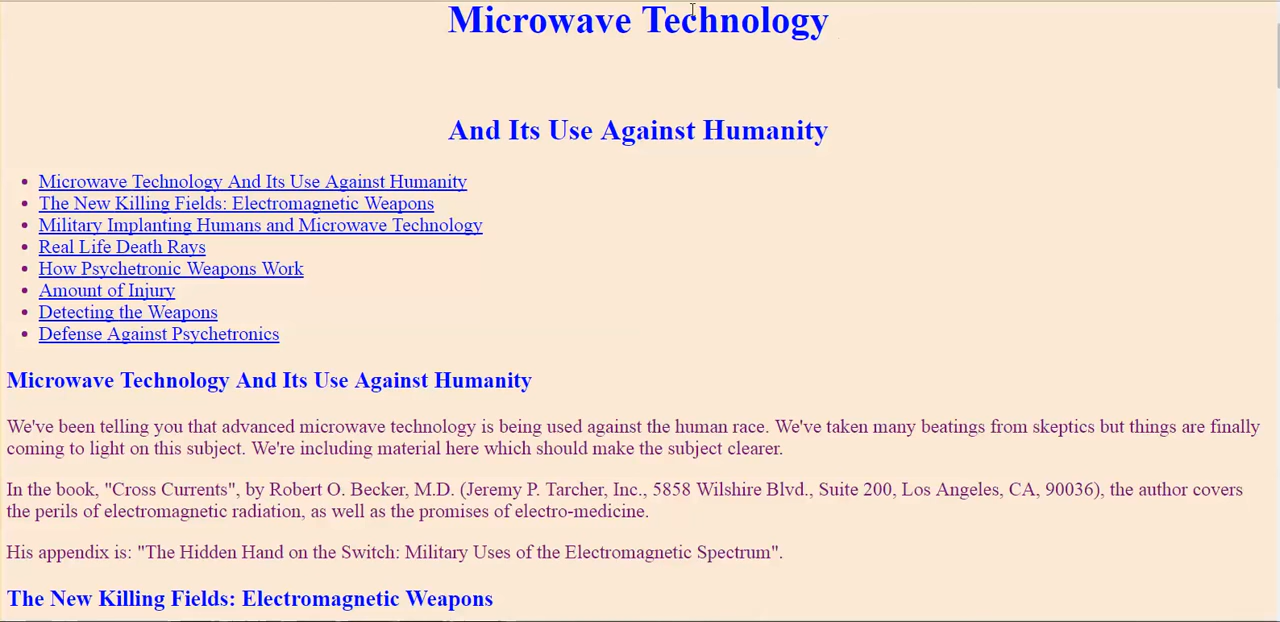 Microwave Technology
And Its Use Against Humanity
Microwave Technology And Its Use Against Humanity
The New Killing Fields: Electromagnetic Weapons
Military Implanting Humans and Microwave Technology
Real Life Death Rays
How Psychetronic Weapons Work
Amount of Injury
Detecting the Weapons
Defense Against Psychetronics
Microwave Technology And Its Use Against Humanity
We've been telling you that advanced microwave technology is being used against the human race. We've taken many beatings from skeptics but things are finally
coming to light on this subject. We're including material here which should make the subject clearer.
In the book, "Cross Currents", by Robert O. Becker, M.D. (Jeremy P. Tarcher, Inc., 5858 Wilshire Blvd., Suite 200, Los Angeles, CA, 90036), the author covers
the perils of electromagnetic radiation, as well as the promises of electro-medicine.
His appendix is: "The Hidden Hand on the Switch: Military Uses of the Electromagnetic Spectrum".
The New Killing Fields: Electromagnetic Weapons